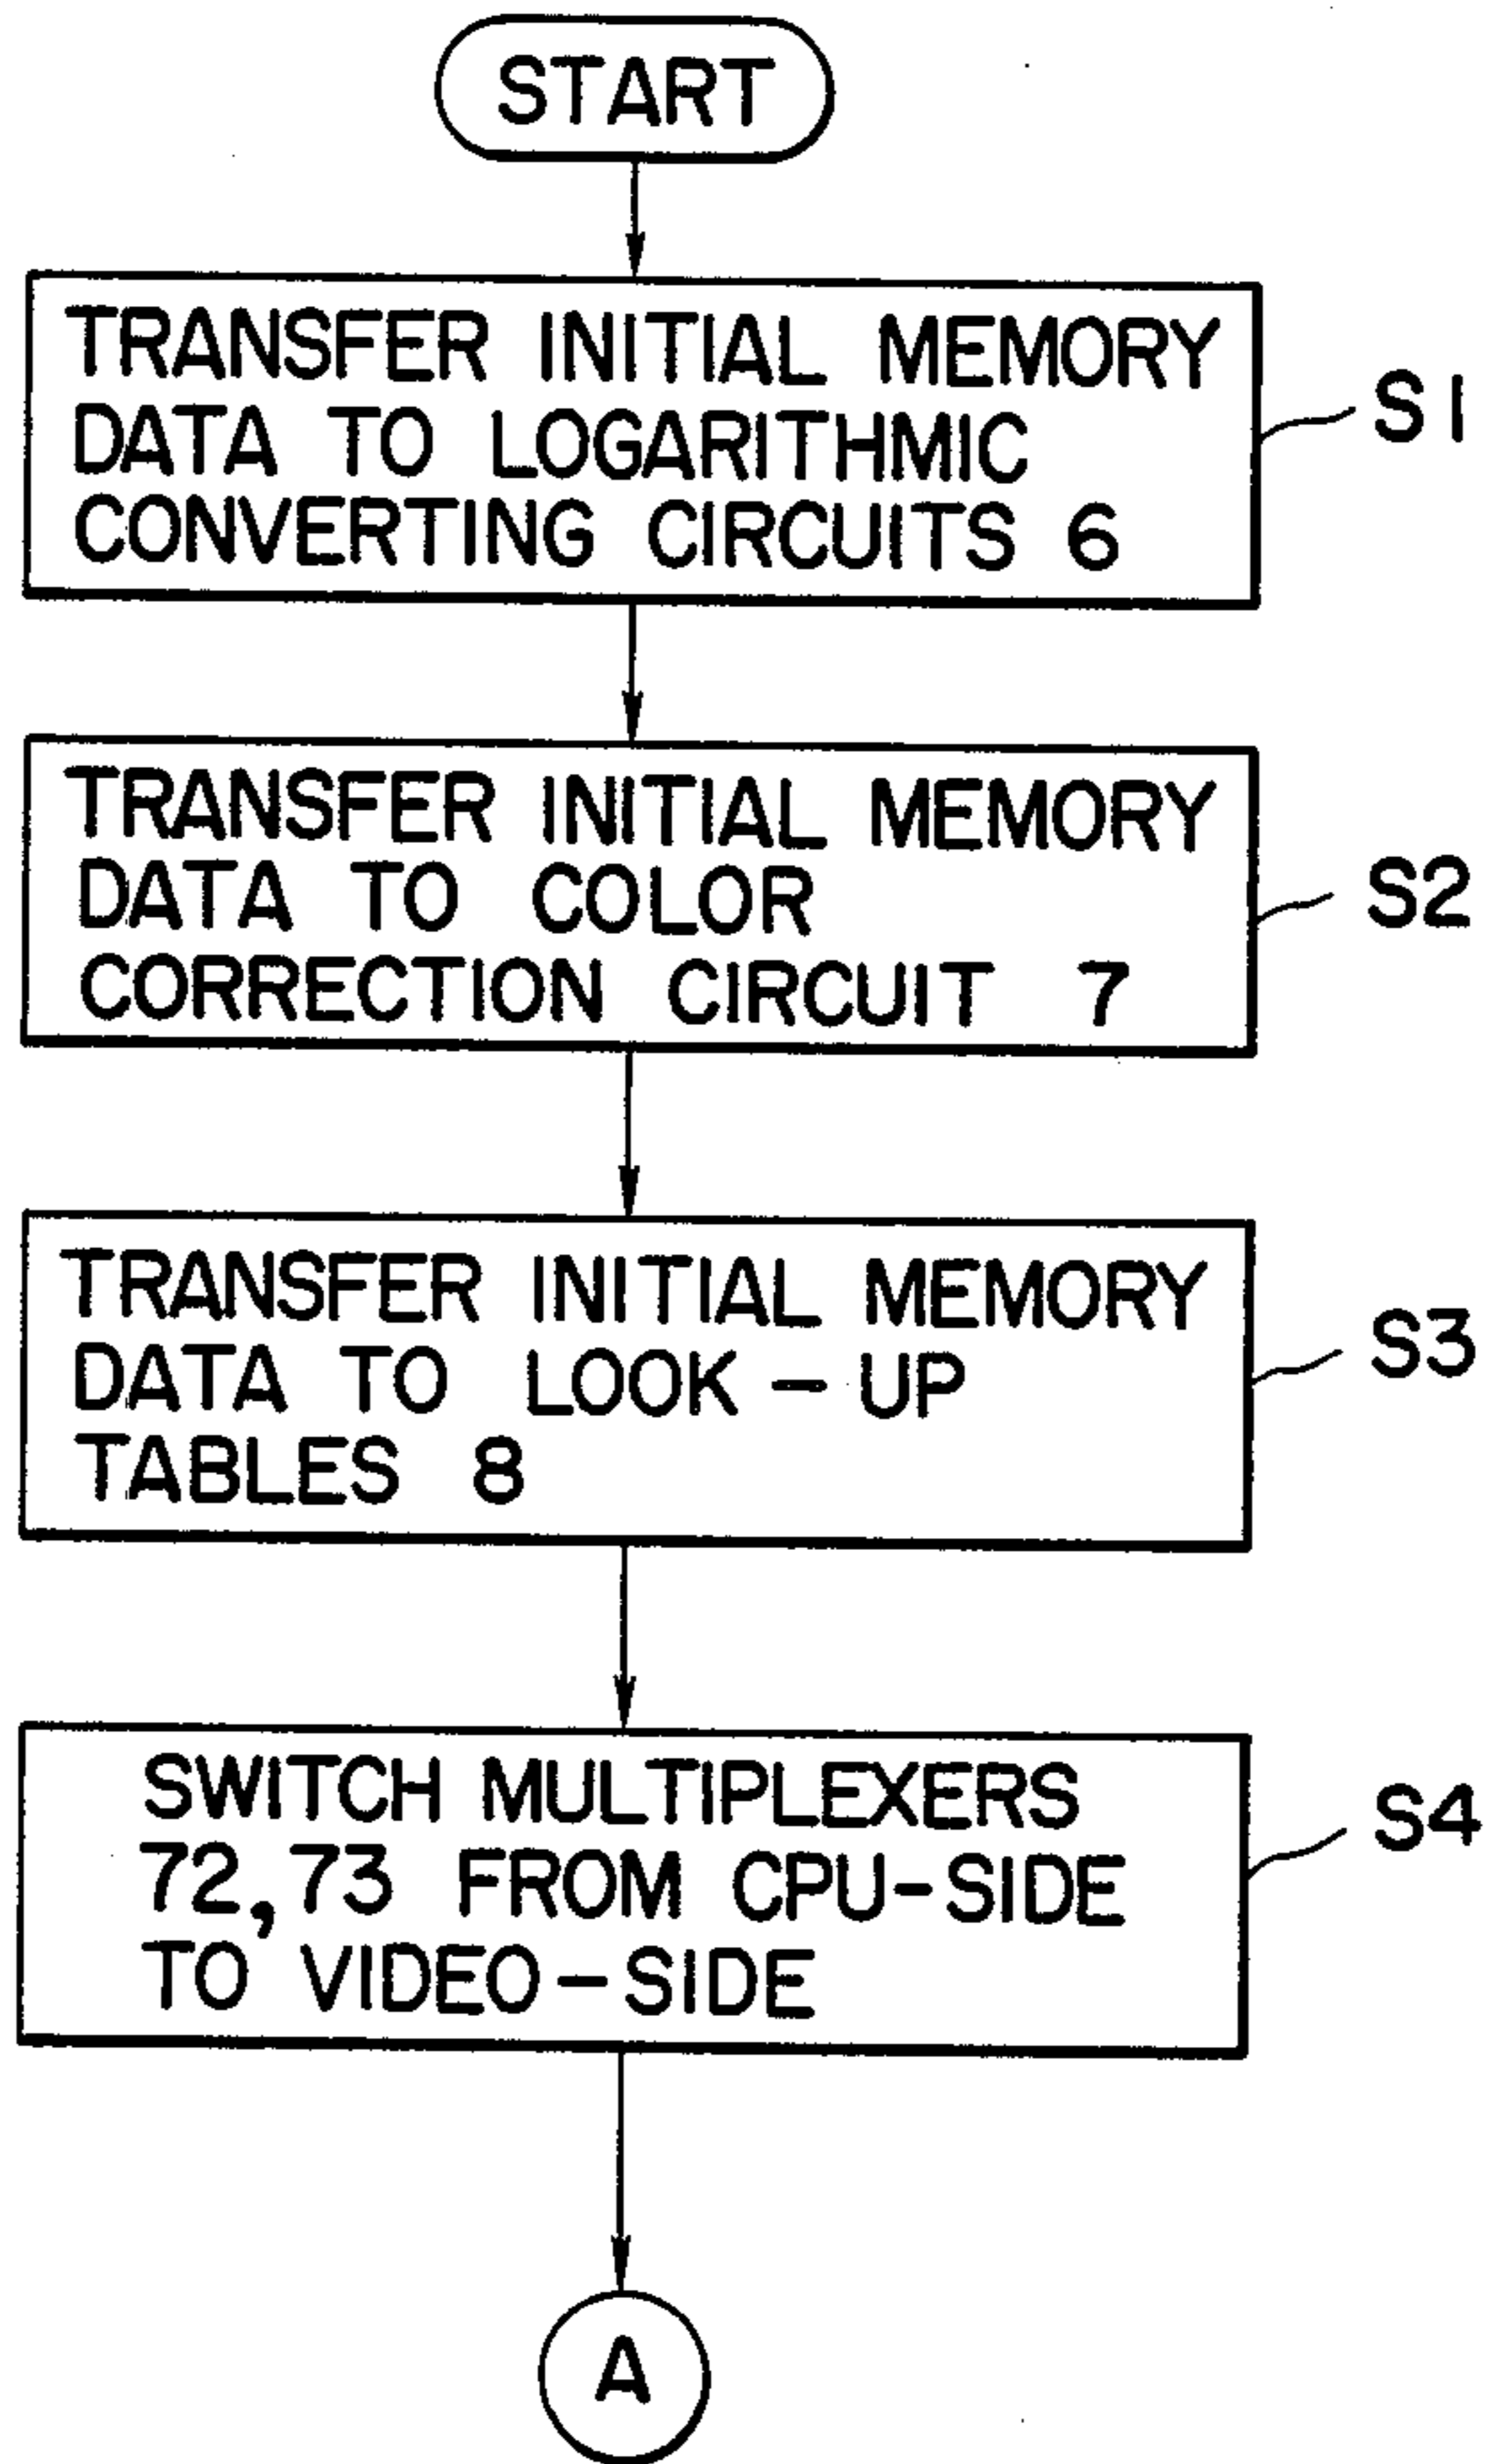 START
TRANSFER INITIAL MEMORY
DATA TO LOGARITHMIC
CONVERTING CIRCUITS 6
S1
TRANSFER INITIAL MEMORY
DATA TO COLOR
CORRECTION CIRCUIT 7
S2
TRANSFER INITIAL MEMORY
DATA TO LOOK-UP
TABLES 8
S3
SWITCH MULTIPLEXERS
72,73 FROM CPU-SIDE
TO VIDEO-SIDE
S4
A